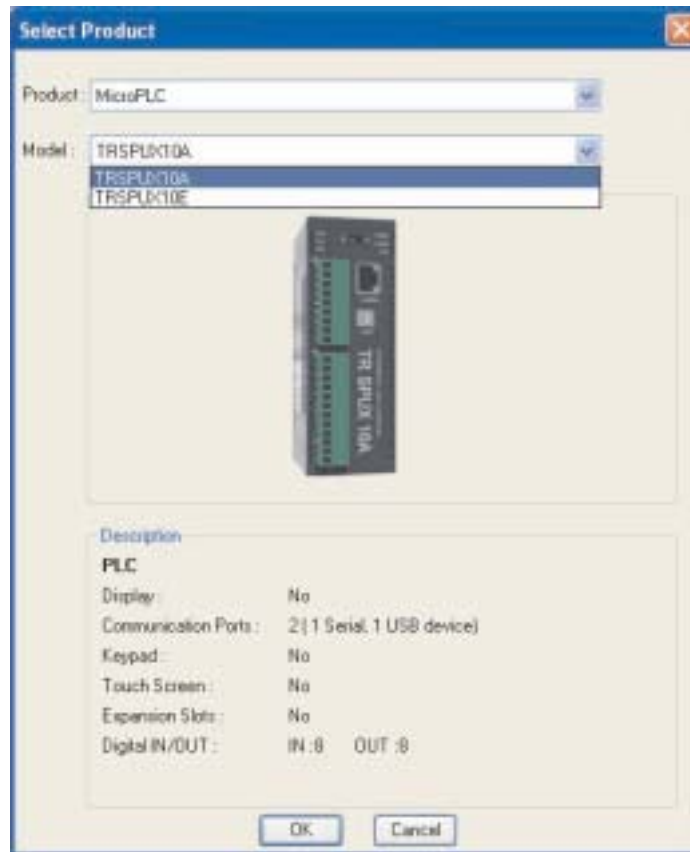 Select Product
Product : MicroPLC
Model : TRSPUX10A
TRSPUX10A
TRSPUX10E
TR SPUX 10A
Description
PLC
Display : No
Communication Ports : 2 ( 1 Serial, 1 USB device)
Keypad : No
Touch Screen : No
Expansion Slots : No
Digital IN/OUT : IN :8 OUT :8
OK
Cancel